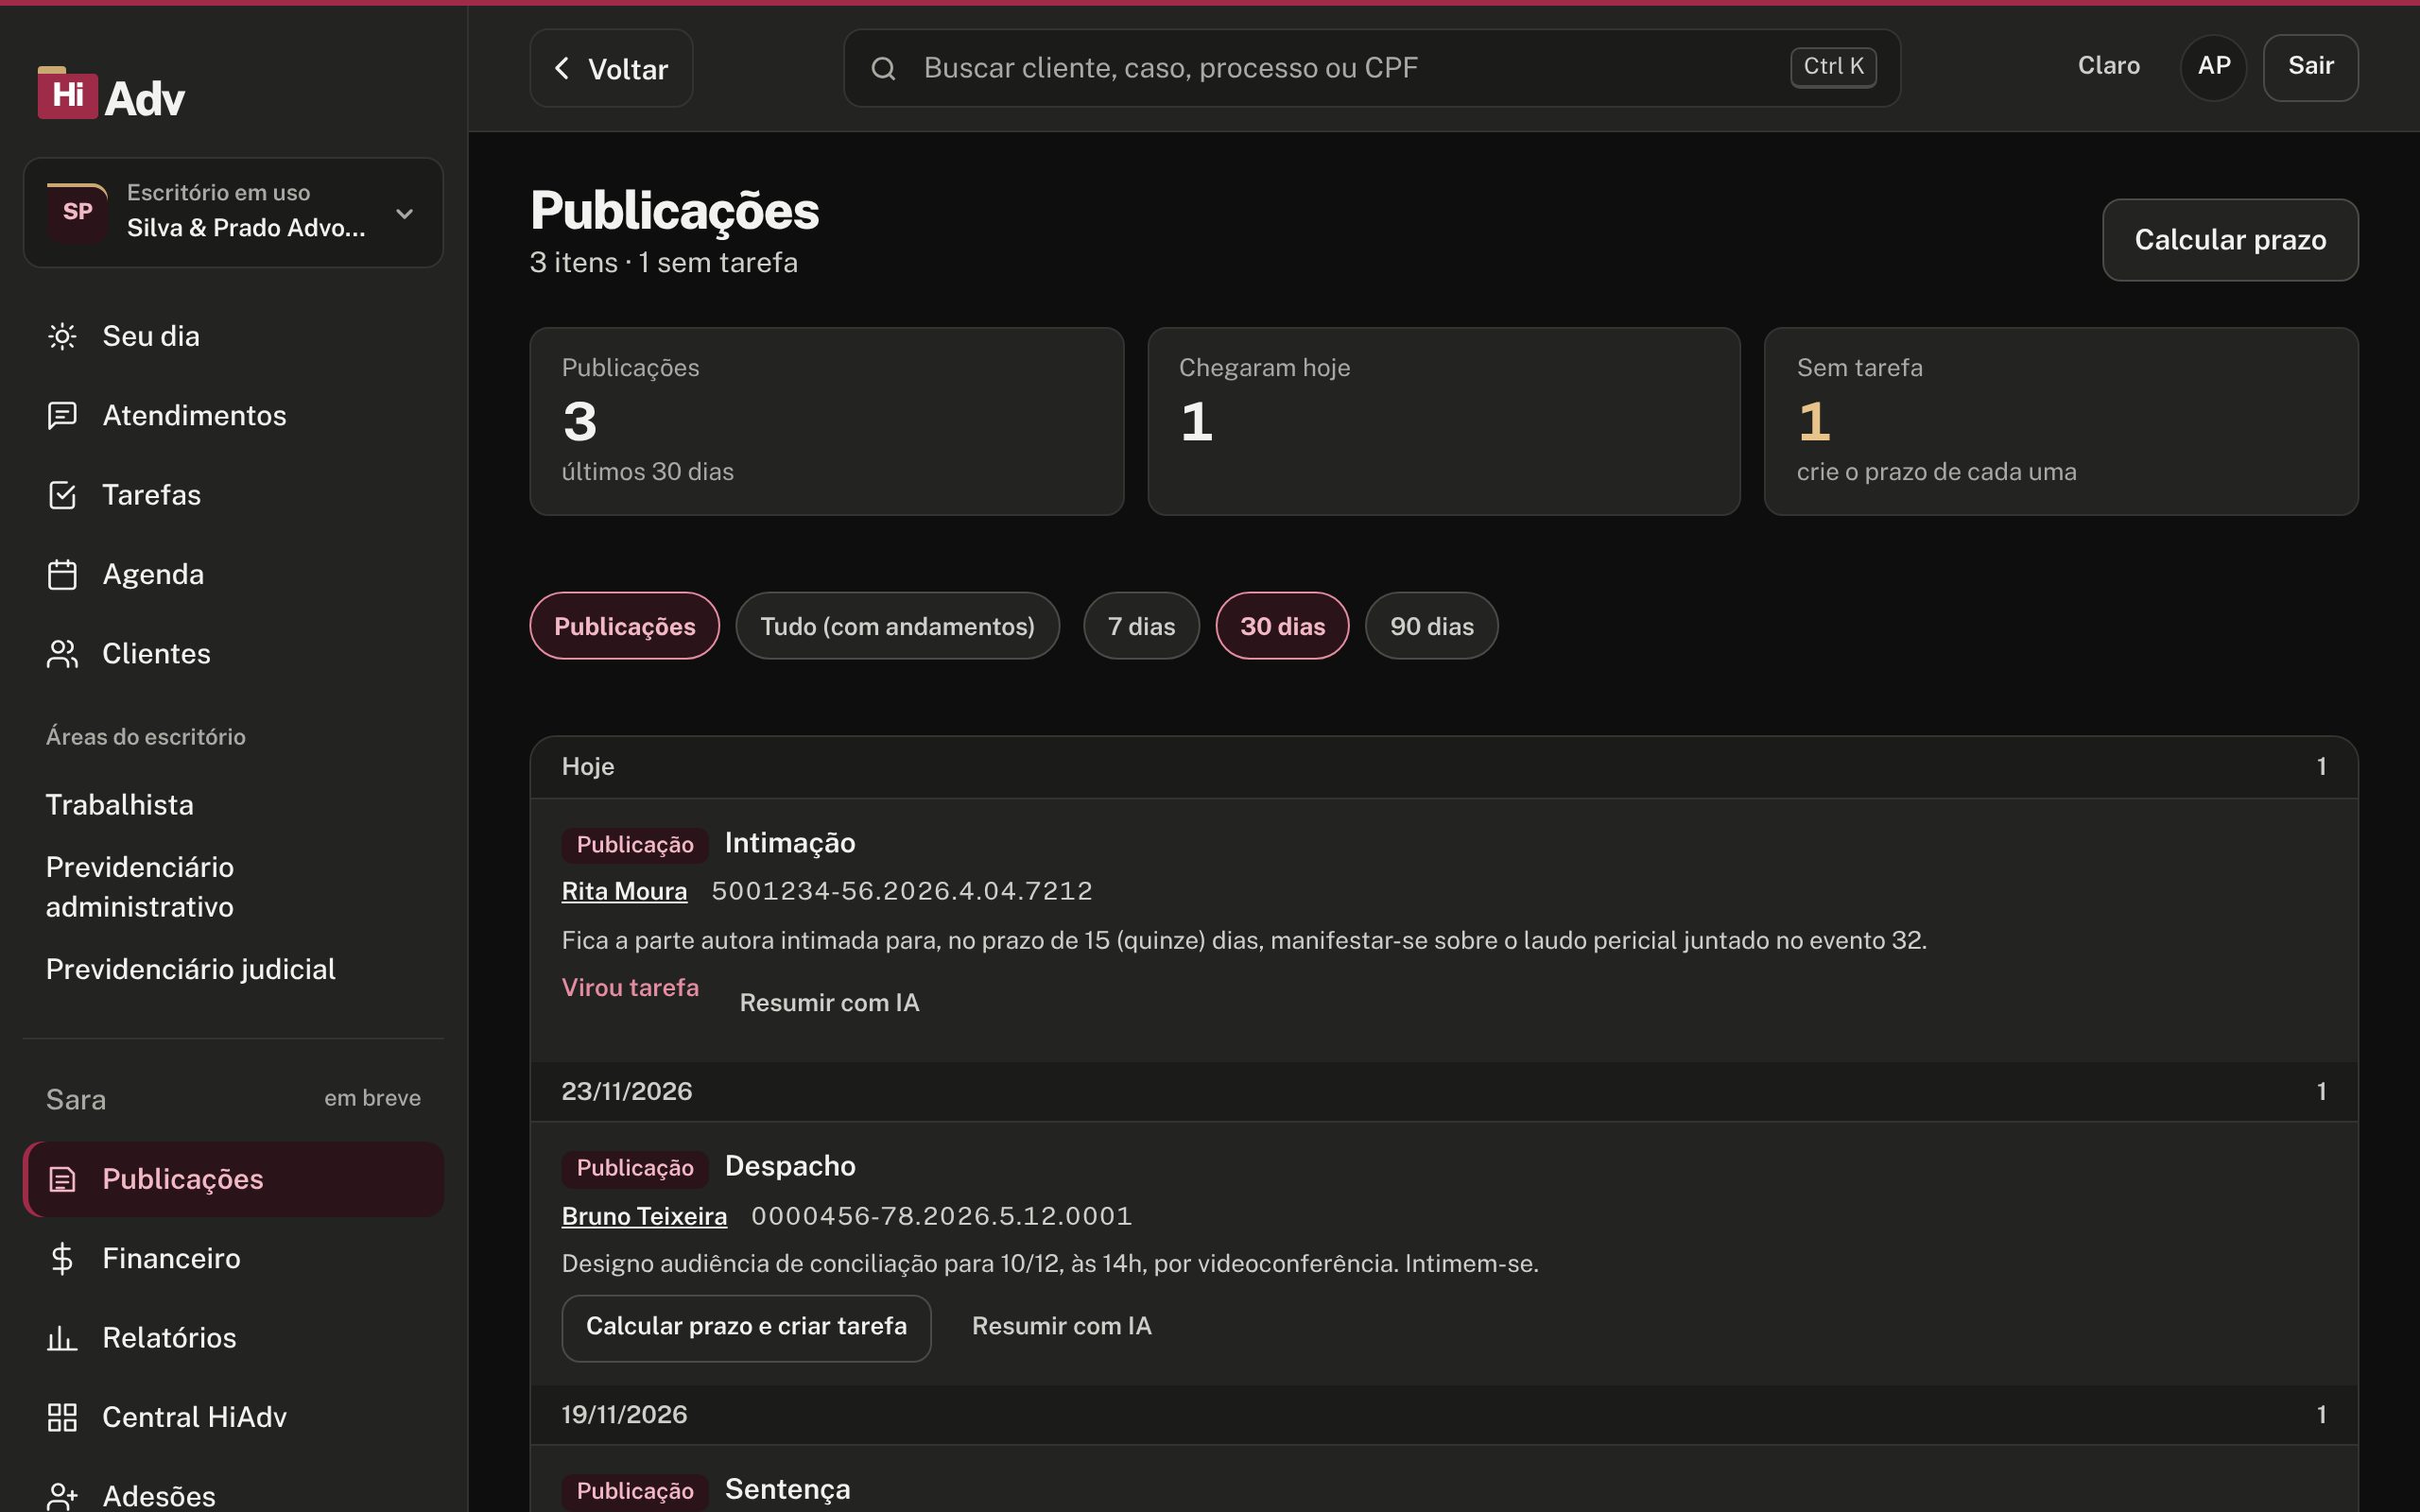 Hi Adv
Escritório em uso
SP
Silva & Prado Advo...
Seu dia
Atendimentos
Tarefas
Agenda
Clientes
Áreas do escritório
Trabalhista
Previdenciário
administrativo
Previdenciário judicial
Sara em breve
Publicações
Financeiro
Relatórios
Central HiAdv
Adesões
Voltar
Buscar cliente, caso, processo ou CPF
Ctrl K
Claro
AP
Sair
Publicações
3 itens · 1 sem tarefa
Calcular prazo
Publicações
3
últimos 30 dias
Chegaram hoje
1
Sem tarefa
1
crie o prazo de cada uma
Publicações
Tudo (com andamentos)
7 dias
30 dias
90 dias
Hoje 1
Publicação Intimação
Rita Moura 5001234-56.2026.4.04.7212
Fica a parte autora intimada para, no prazo de 15 (quinze) dias, manifestar-se sobre o laudo pericial juntado no evento 32.
Virou tarefa Resumir com IA
23/11/2026 1
Publicação Despacho
Bruno Teixeira 0000456-78.2026.5.12.0001
Designo audiência de conciliação para 10/12, às 14h, por videoconferência. Intimem-se.
Calcular prazo e criar tarefa Resumir com IA
19/11/2026 1
Publicação Sentença